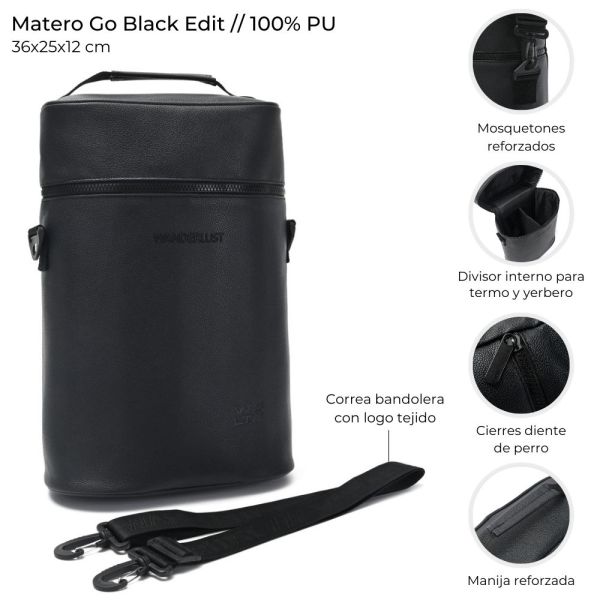 Matero Go Black Edit // 100% PU
36x25x12 cm
WANDERLUST
Mosquetones
reforzados
Divisor interno para
termo y yerbero
Correa bandolera
con logo tejido
Cierres diente
de perro
Manija reforzada